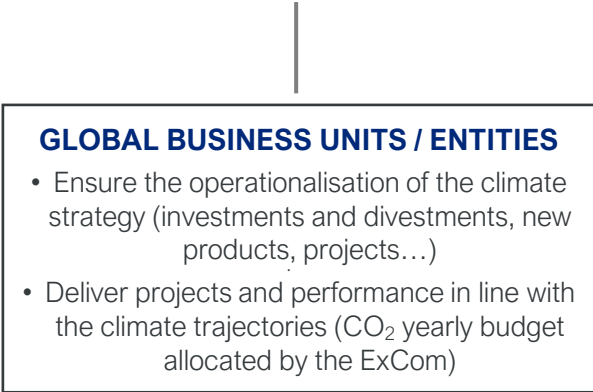 GLOBAL BUSINESS UNITS / ENTITIES
• Ensure the operationalisation of the climate
strategy (investments and divestments, new
products, projects…)
• Deliver projects and performance in line with
the climate trajectories (CO₂ yearly budget
allocated by the ExCom)